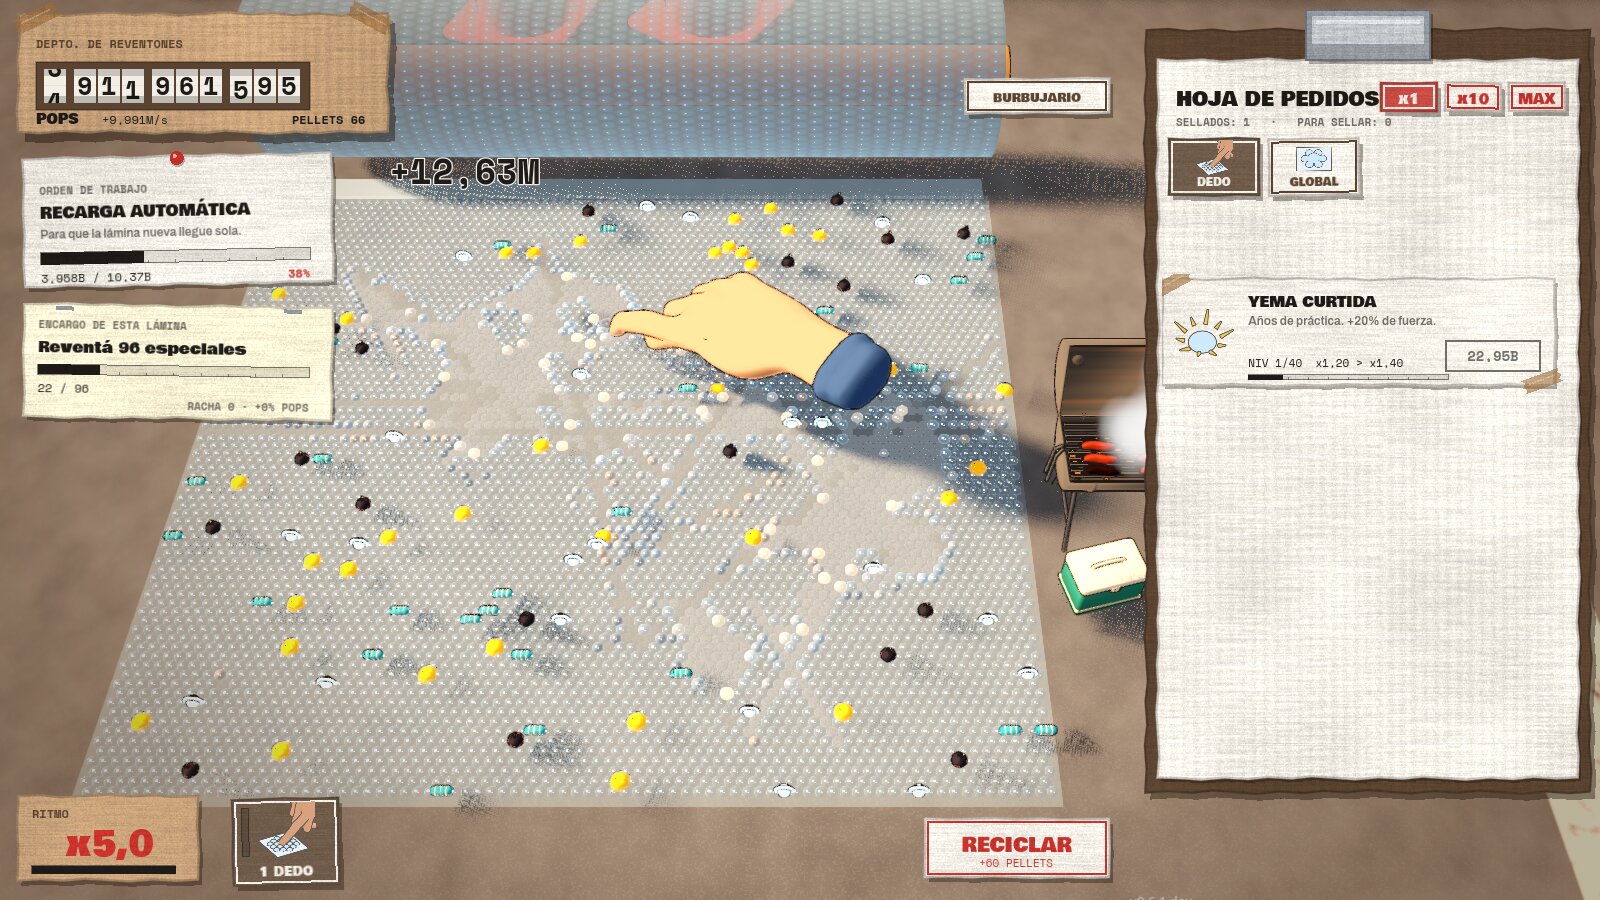 DEPTO. DE REVENTONES
911 961 595
POPS +9,991M/s PELLETS 66
ORDEN DE TRABAJO
RECARGA AUTOMÁTICA
Para que la lámina nueva llegue sola.
3,958B / 10,37B 38%
ENCARGO DE ESTA LÁMINA
Reventá 96 especiales
22 / 96
RACHA 0 · +0% POPS
+12,63M
BURBUJARIO
HOJA DE PEDIDOS x1 x10 MAX
SELLADOS: 1 · PARA SELLAR: 0
DEDO GLOBAL
YEMA CURTIDA
Años de práctica. +20% de fuerza.
NIV 1/40 x1,20 > x1,40 22,95B
RITMO
x5,0
1 DEDO
RECICLAR
+60 PELLETS